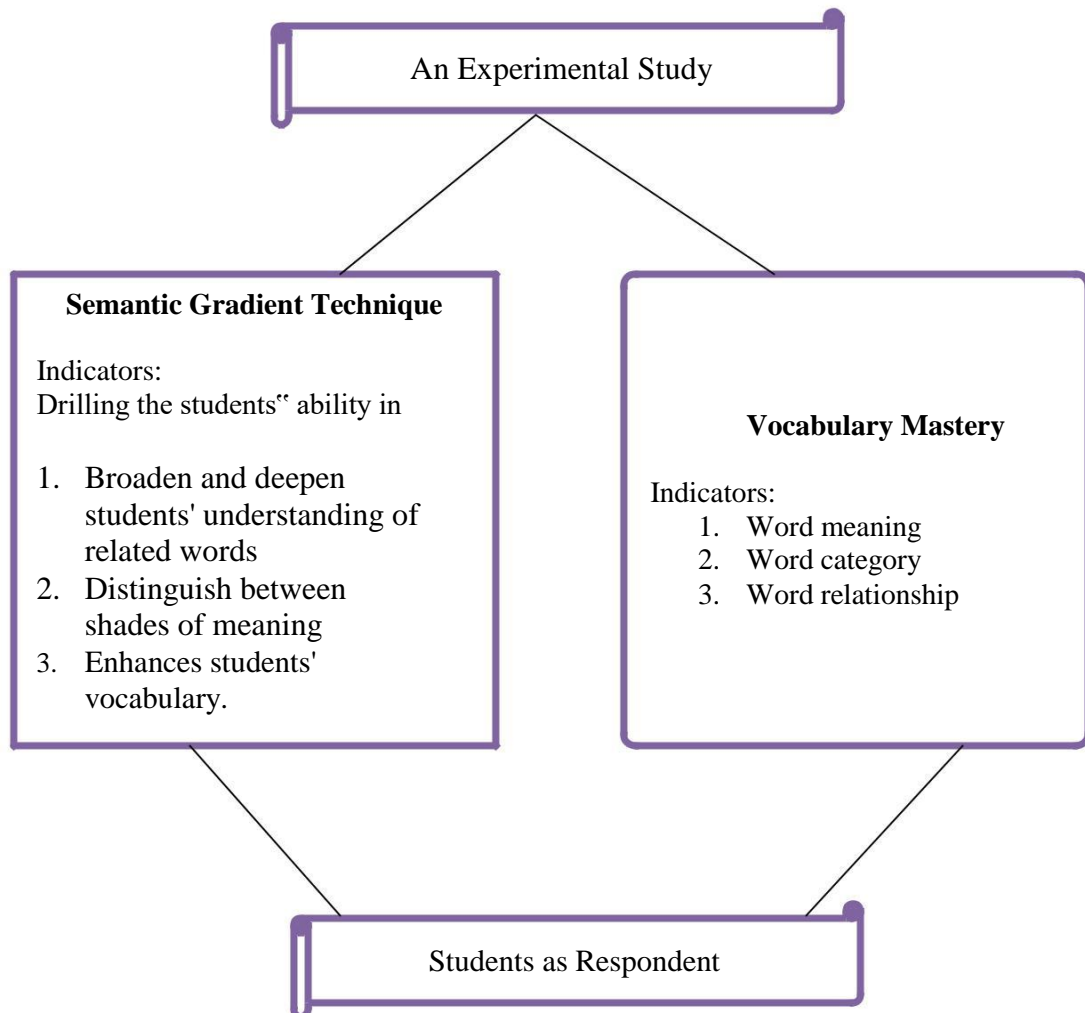 An Experimental Study
Semantic Gradient Technique
Indicators:
Drilling the students‟ ability in
1. Broaden and deepen
students' understanding of
related words
2. Distinguish between
shades of meaning
3. Enhances students'
vocabulary.
Vocabulary Mastery
Indicators:
1. Word meaning
2. Word category
3. Word relationship
Students as Respondent